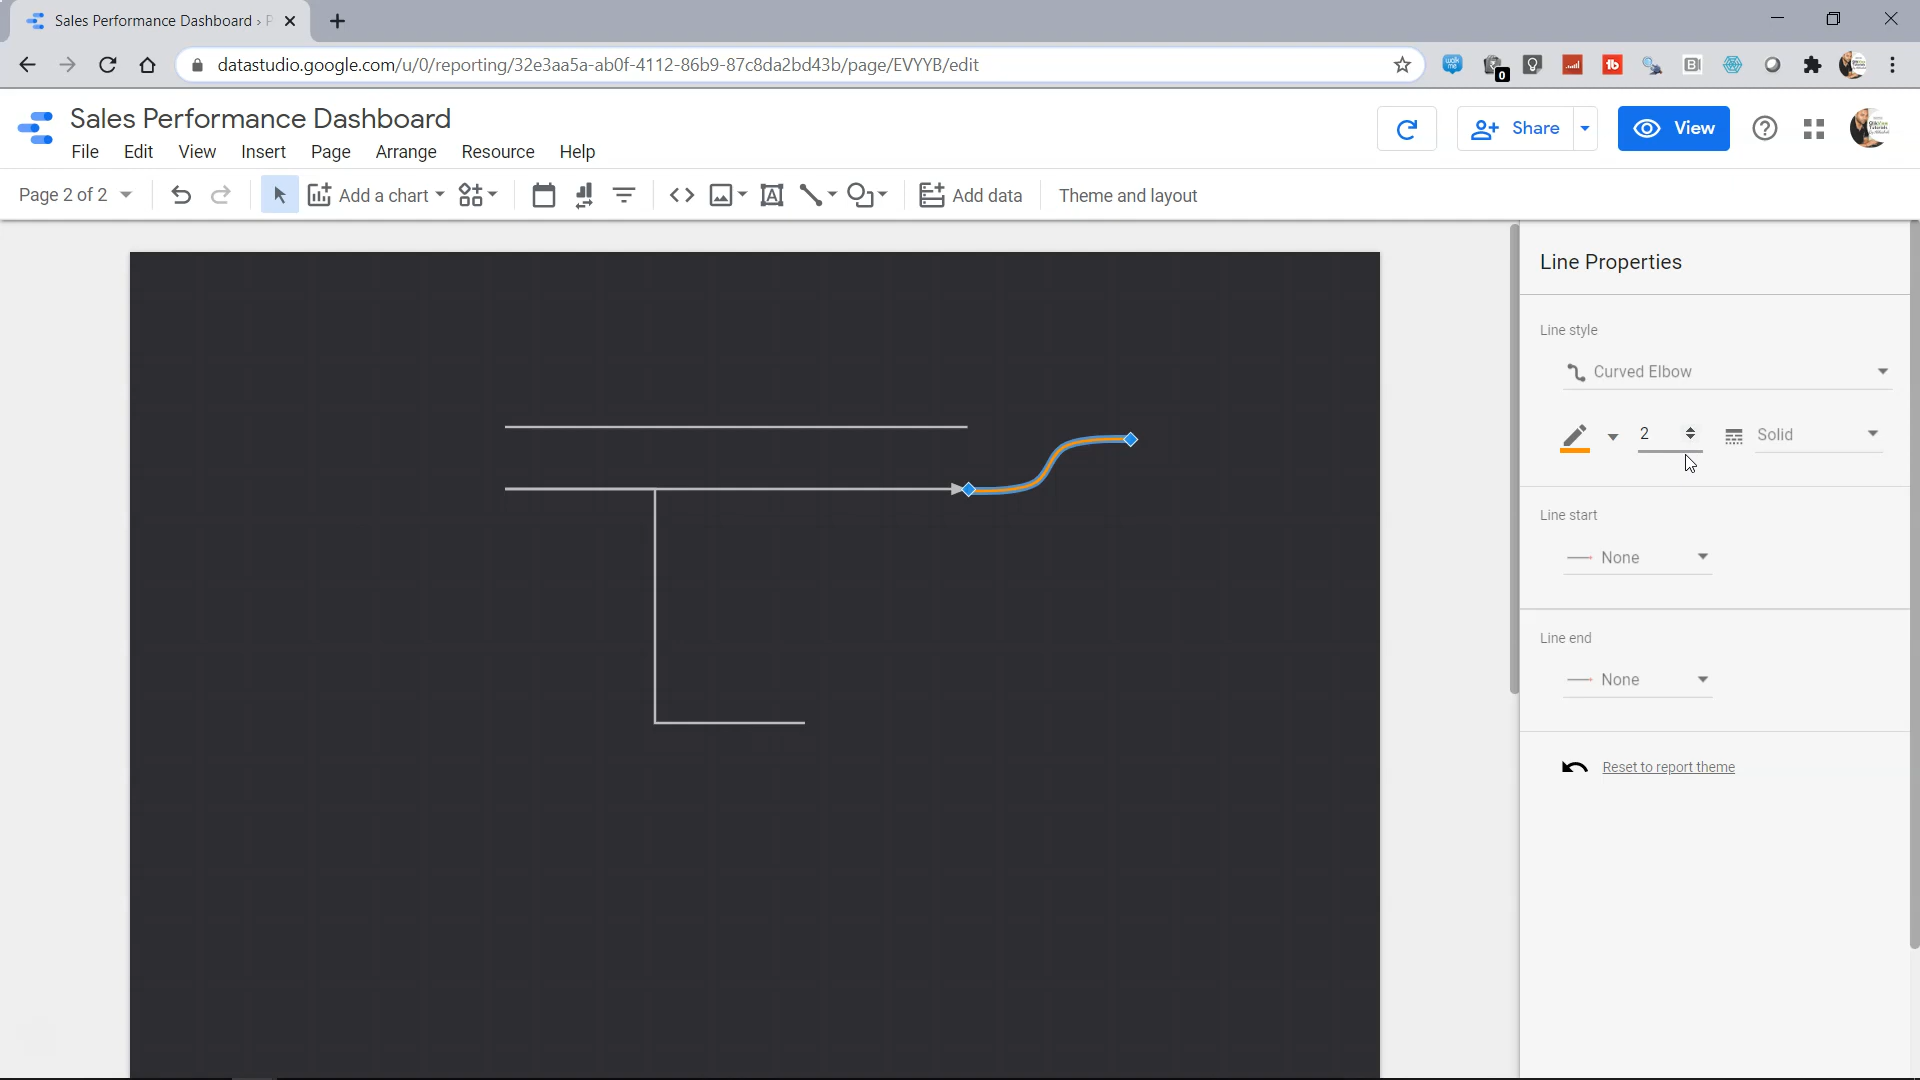 Sales Performance Dashboard › P
datastudio.google.com/u/0/reporting/32e3aa5a-ab0f-4112-86b9-87c8da2bd43b/page/EVYYB/edit
0
Sales Performance Dashboard
File Edit View Insert Page Arrange Resource Help
Share
View
Page 2 of 2
Add a chart
Add data
Theme and layout
Line Properties
Line style
Curved Elbow
2
Solid
Line start
None
Line end
None
Reset to report theme